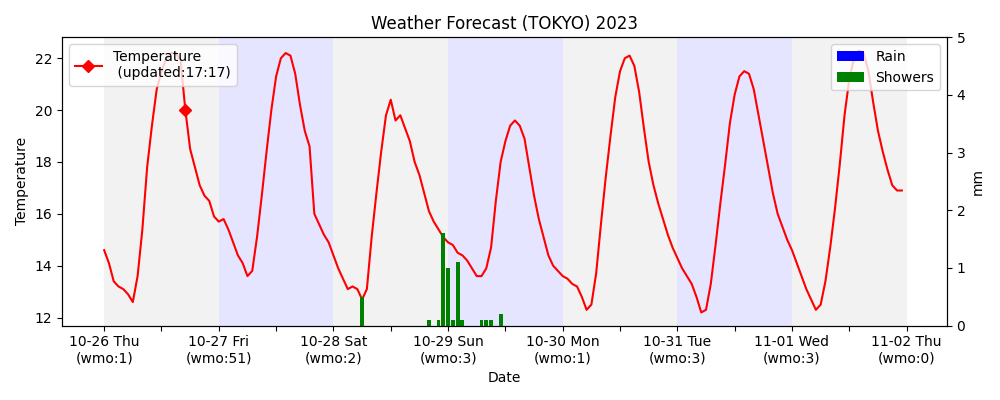 Weather Forecast (TOKYO) 2023
Temperature
(updated:17:17)
Rain
Showers
Temperature
22
20
18
16
14
12
5
4
3
2
1
0
mm
10-26 Thu
(wmo:1)
10-27 Fri
(wmo:51)
10-28 Sat
(wmo:2)
10-29 Sun
(wmo:3)
10-30 Mon
(wmo:1)
10-31 Tue
(wmo:3)
11-01 Wed
(wmo:3)
11-02 Thu
(wmo:0)
Date